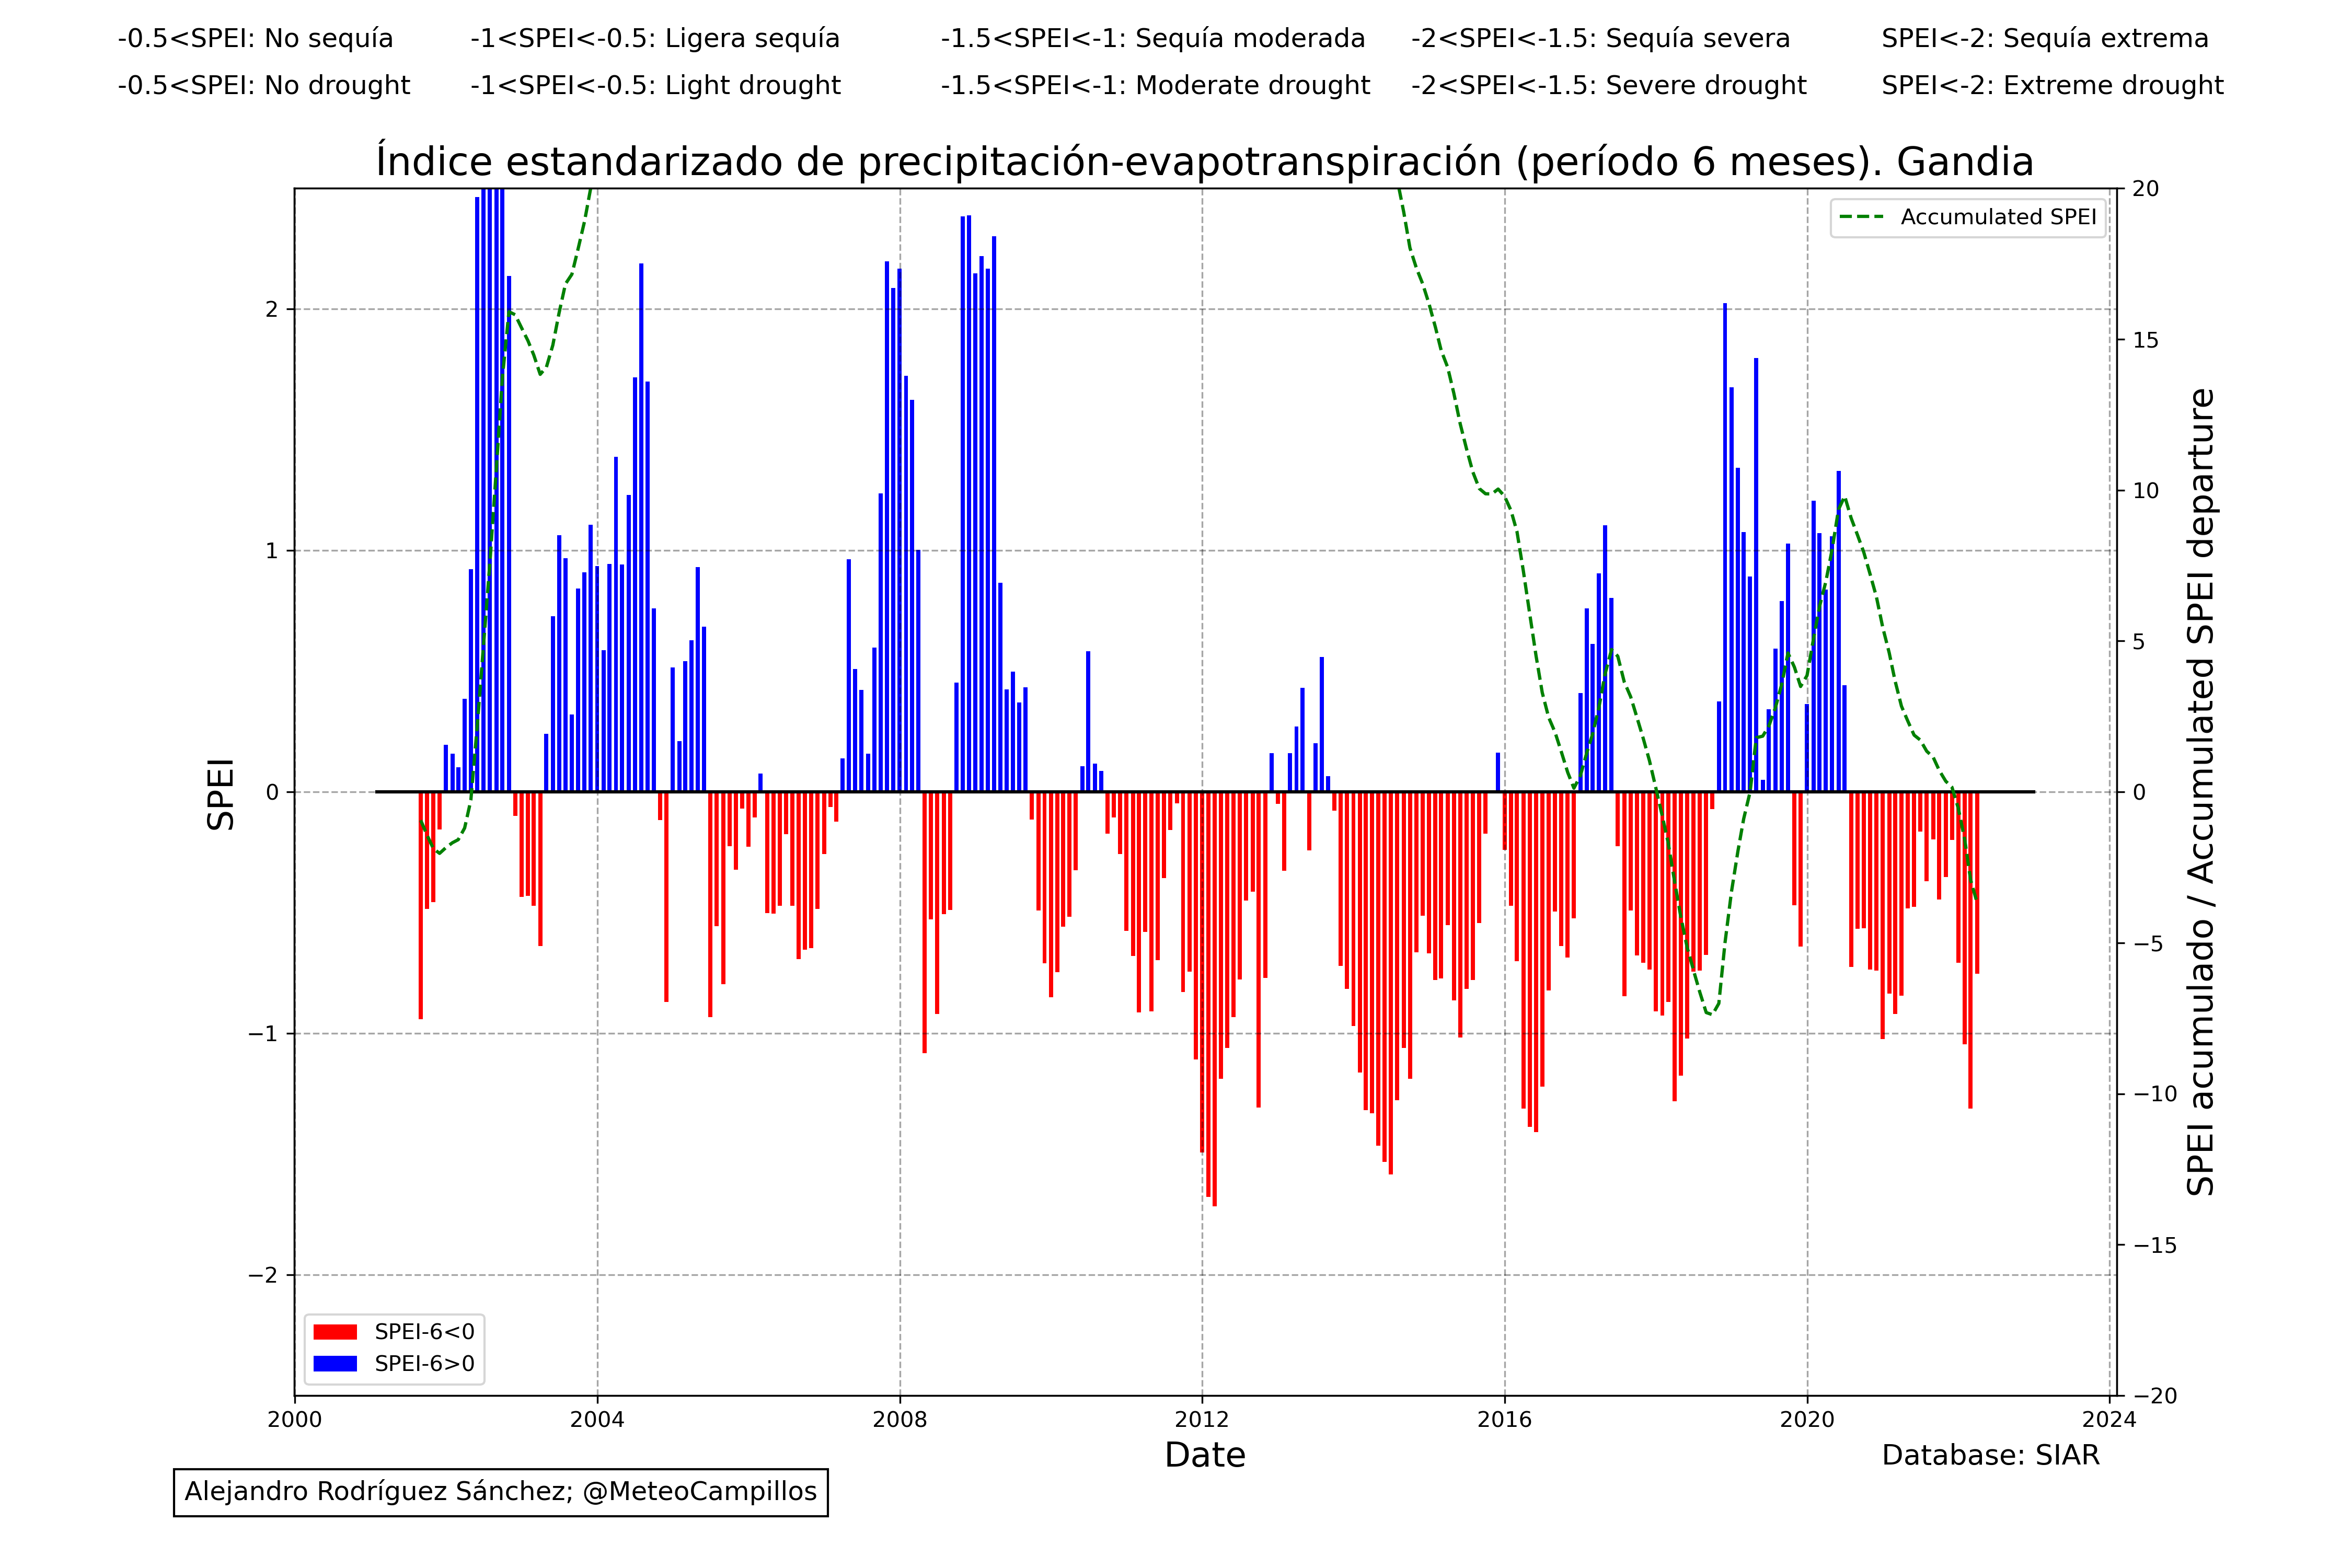 -0.5<SPEI: No sequía -1<SPEI<-0.5: Ligera sequía -1.5<SPEI<-1: Sequía moderada -2<SPEI<-1.5: Sequía severa SPEI<-2: Sequía extrema
-0.5<SPEI: No drought -1<SPEI<-0.5: Light drought -1.5<SPEI<-1: Moderate drought -2<SPEI<-1.5: Severe drought SPEI<-2: Extreme drought
Índice estandarizado de precipitación-evapotranspiración (período 6 meses). Gandia
Accumulated SPEI
SPEI
2
1
0
−1
−2
20
15
10
5
0
−5
−10
−15
−20
SPEI acumulado / Accumulated SPEI departure
SPEI-6<0
SPEI-6>0
2000 2004 2008 2012 2016 2020 2024
Date
Database: SIAR
Alejandro Rodríguez Sánchez; @MeteoCampillos